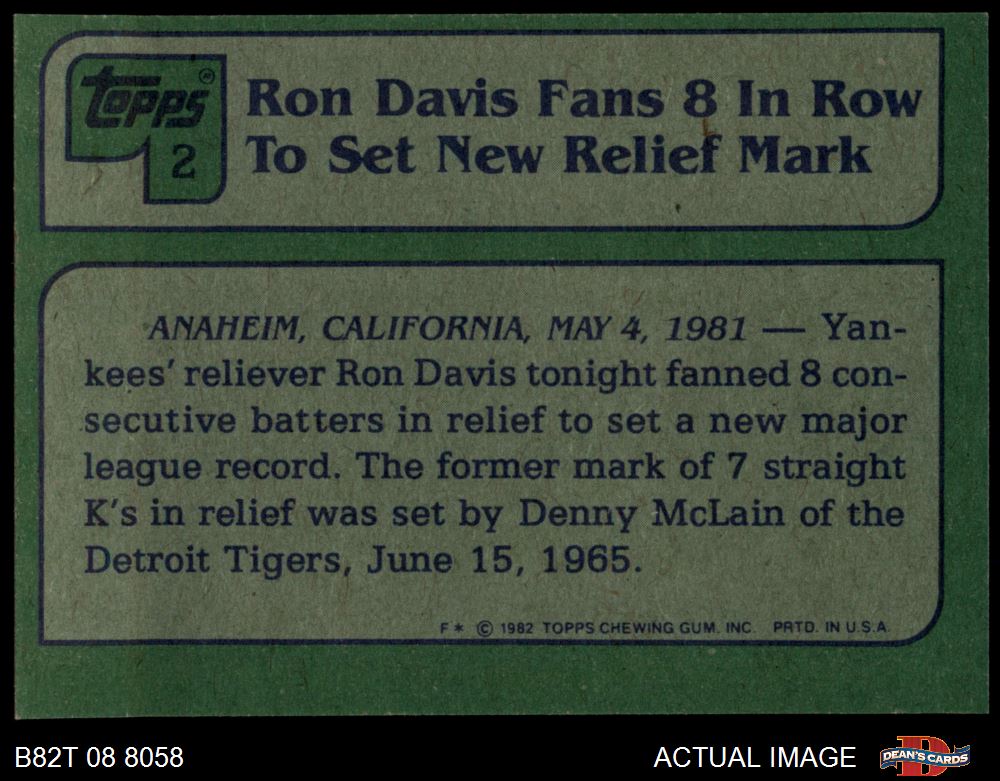 topps®
2
Ron Davis Fans 8 In Row
To Set New Relief Mark
ANAHEIM, CALIFORNIA, MAY 4, 1981 — Yan-
kees' reliever Ron Davis tonight fanned 8 con-
secutive batters in relief to set a new major
league record. The former mark of 7 straight
K's in relief was set by Denny McLain of the
Detroit Tigers, June 15, 1965.
F* © 1982 TOPPS CHEWING GUM, INC. PRTD. IN U.S.A.
B82T 08 8058
ACTUAL IMAGE
DEAN'S CARDS